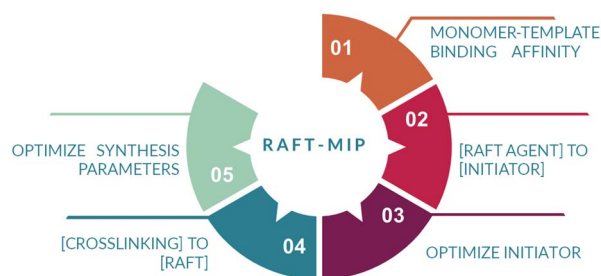 01
MONOMER-TEMPLATE
BINDING AFFINITY
02
[RAFT AGENT] TO
[INITIATOR]
03
OPTIMIZE INITIATOR
04
[CROSSLINKING] TO
[RAFT]
05
OPTIMIZE SYNTHESIS
PARAMETERS
RAFT-MIP